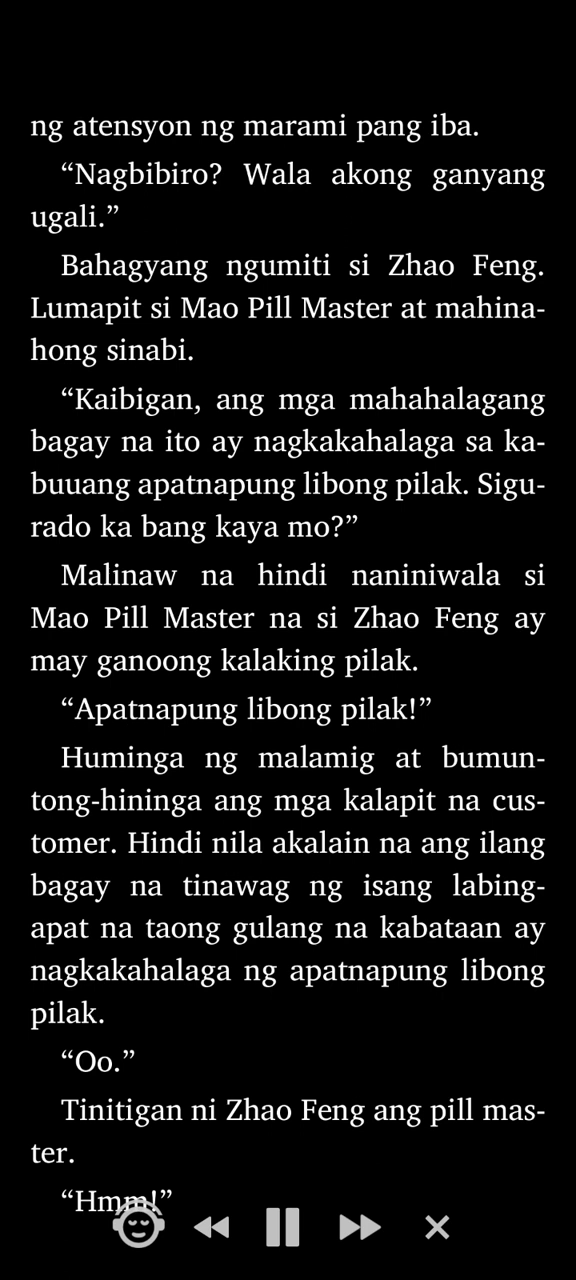 ng atensyon ng marami pang iba.
“Nagbibiro? Wala akong ganyang
ugali.”
Bahagyang ngumiti si Zhao Feng.
Lumapit si Mao Pill Master at mahina-
hong sinabi.
“Kaibigan, ang mga mahahalagang
bagay na ito ay nagkakahalaga sa ka-
buuang apatnapung libong pilak. Sigu-
rado ka bang kaya mo?”
Malinaw na hindi naniniwala si
Mao Pill Master na si Zhao Feng ay
may ganoong kalaking pilak.
“Apatnapung libong pilak!”
Huminga ng malamig at bumun-
tong-hininga ang mga kalapit na cus-
tomer. Hindi nila akalain na ang ilang
bagay na tinawag ng isang labing-
apat na taong gulang na kabataan ay
nagkakahalaga ng apatnapung libong
pilak.
“Oo.”
Tinitigan ni Zhao Feng ang pill mas-
ter.
“Hmm!”